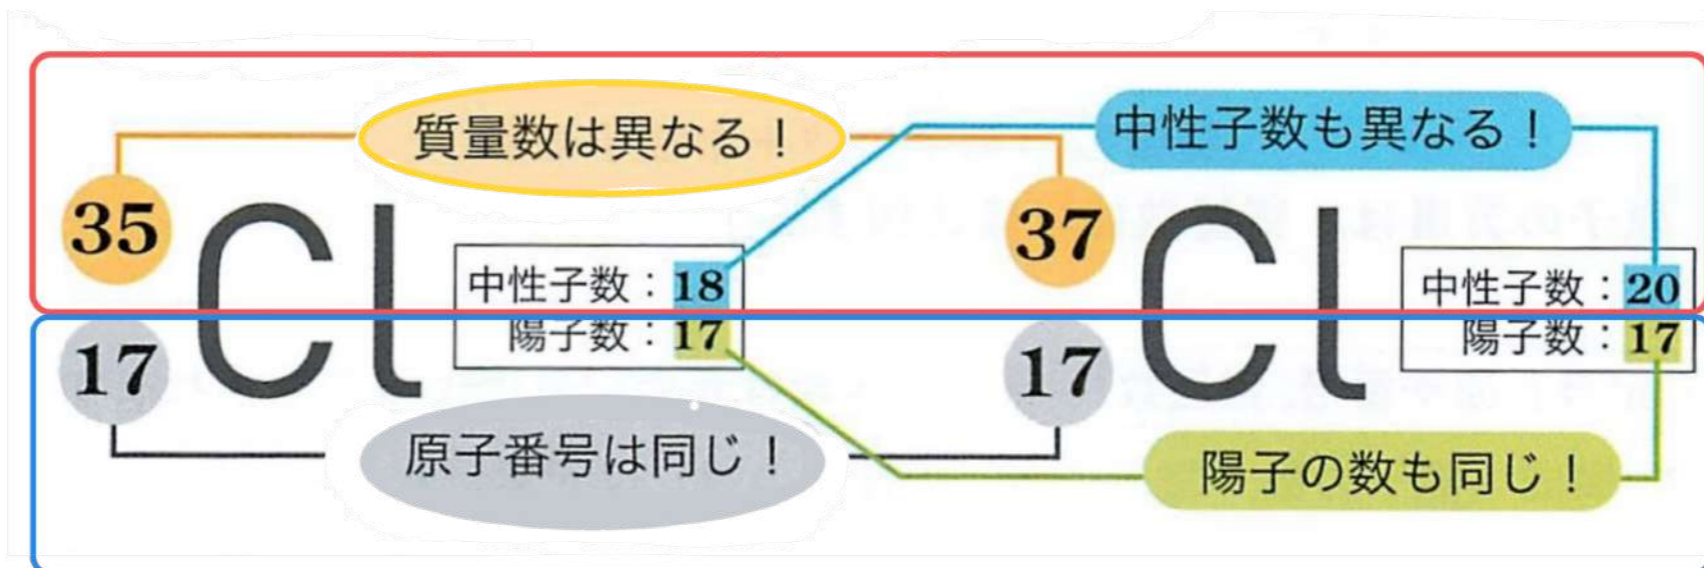 質量数は異なる！
中性子数も異なる！
35
Cl
中性子数：18
37
Cl
中性子数：20
17
陽子数：17
17
陽子数：17
原子番号は同じ！
陽子の数も同じ！